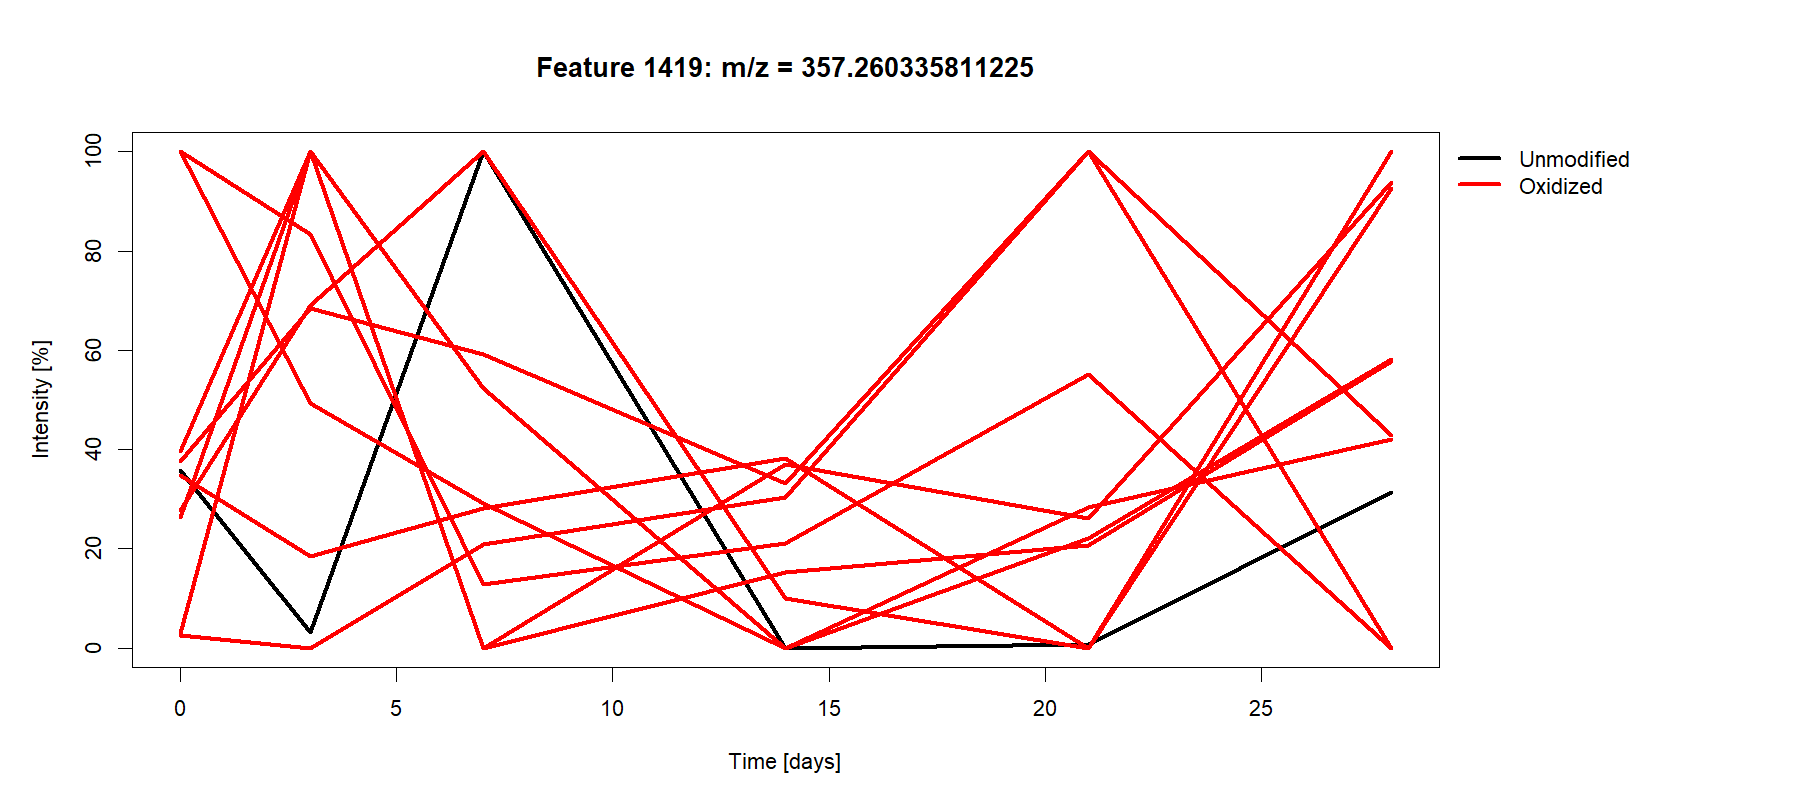 Feature 1419: m/z = 357.260335811225
Unmodified
Oxidized
Intensity [%]
100
80
60
40
20
0
0 5 10 15 20 25
Time [days]